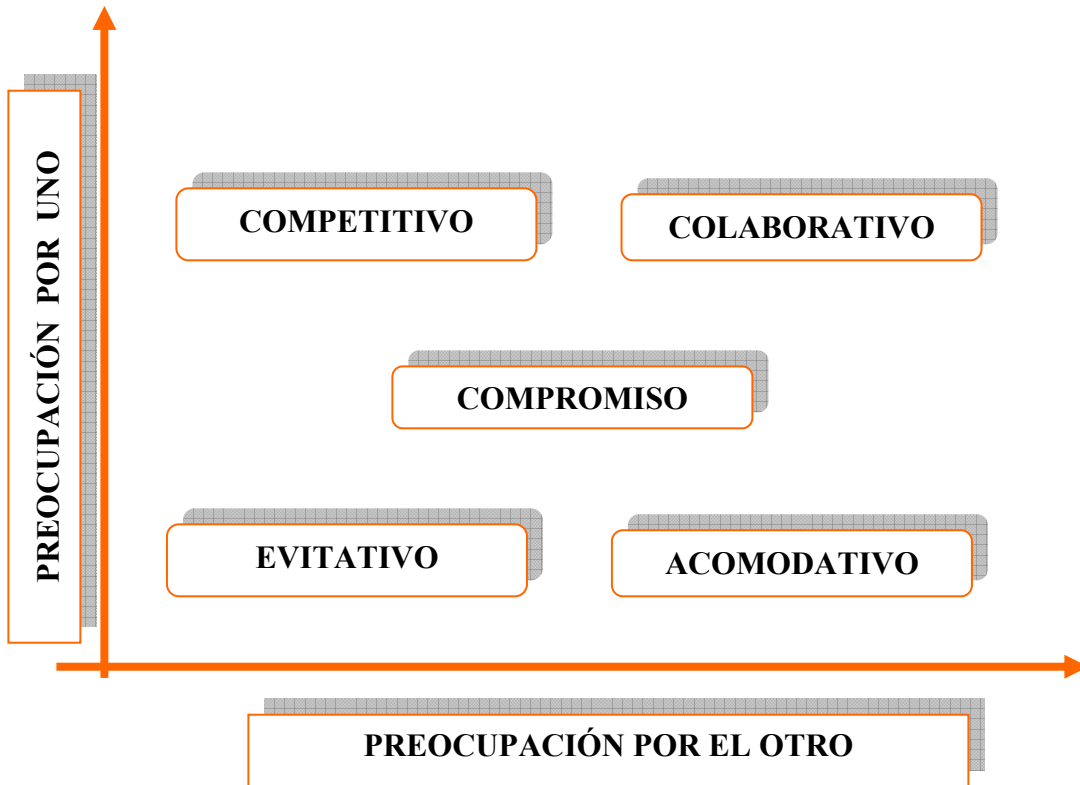 PREOCUPACIÓN POR UNO
COMPETITIVO
COLABORATIVO
COMPROMISO
EVITATIVO
ACOMODATIVO
PREOCUPACIÓN POR EL OTRO